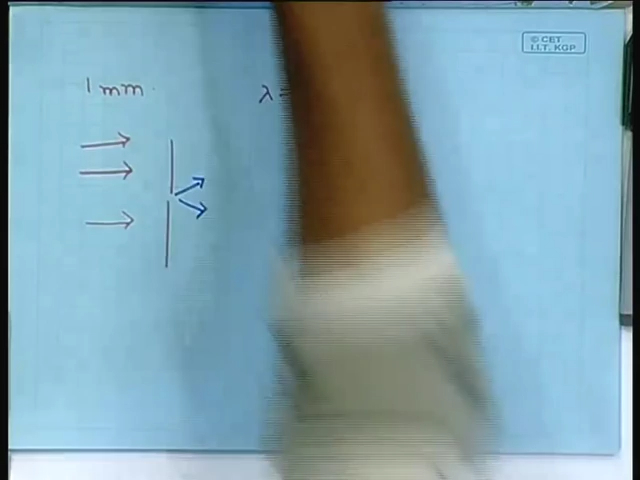 © CET
I.I.T. KGP
1 mm
λ =